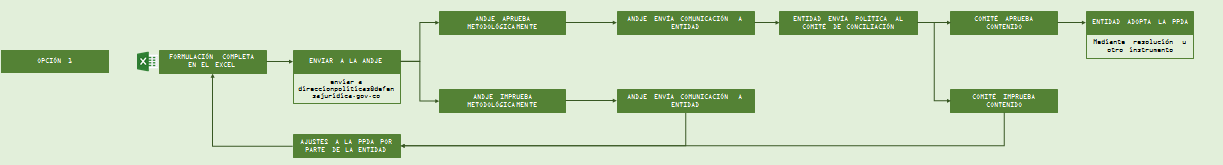 OPCIÓN 1
FORMULACIÓN COMPLETA
EN EL EXCEL
ENVIAR A LA ANDJE
enviar a
direccionpoliticas@defen
sajuridica.gov.co
ANDJE APRUEBA
METODOLÓGICAMENTE
ANDJE ENVÍA COMUNICACIÓN A
ENTIDAD
ENTIDAD ENVÍA POLÍTICA AL
COMITÉ DE CONCILIACIÓN
COMITÉ APRUEBA
CONTENIDO
ENTIDAD ADOPTA LA PPDA
Mediante resolución u
otro instrumento
ANDJE IMPRUEBA
METODOLÓGICAMENTE
ANDJE ENVÍA COMUNICACIÓN A
ENTIDAD
COMITÉ IMPRUEBA
CONTENIDO
AJUSTES A LA PPDA POR
PARTE DE LA ENTIDAD